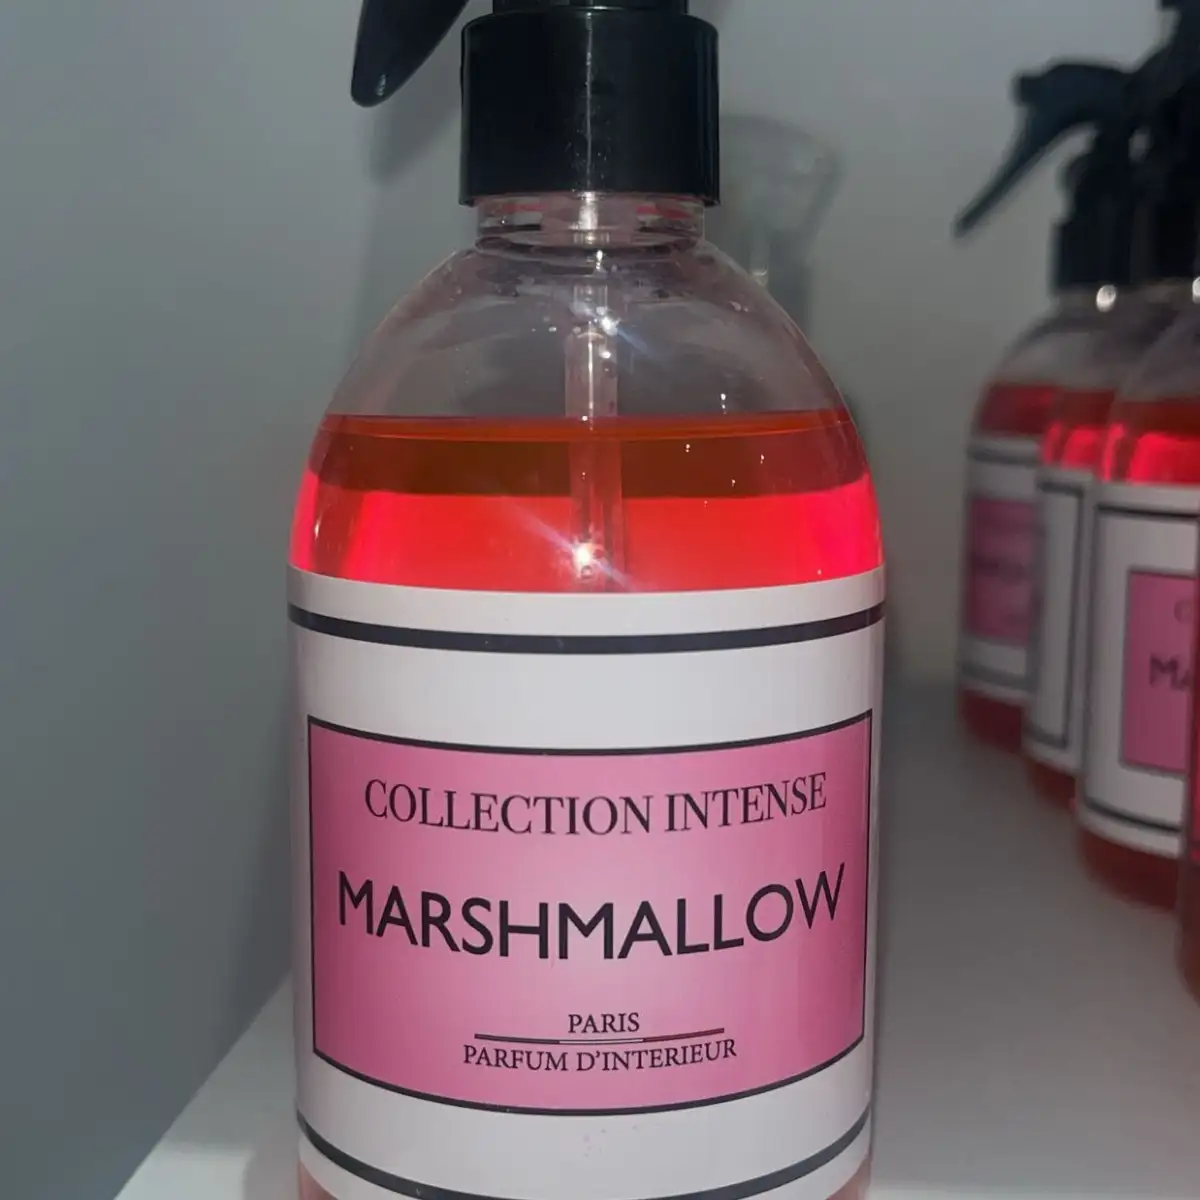 COLLECTION INTENSE
MARSHMALLOW
PARIS
PARFUM D'INTERIEUR